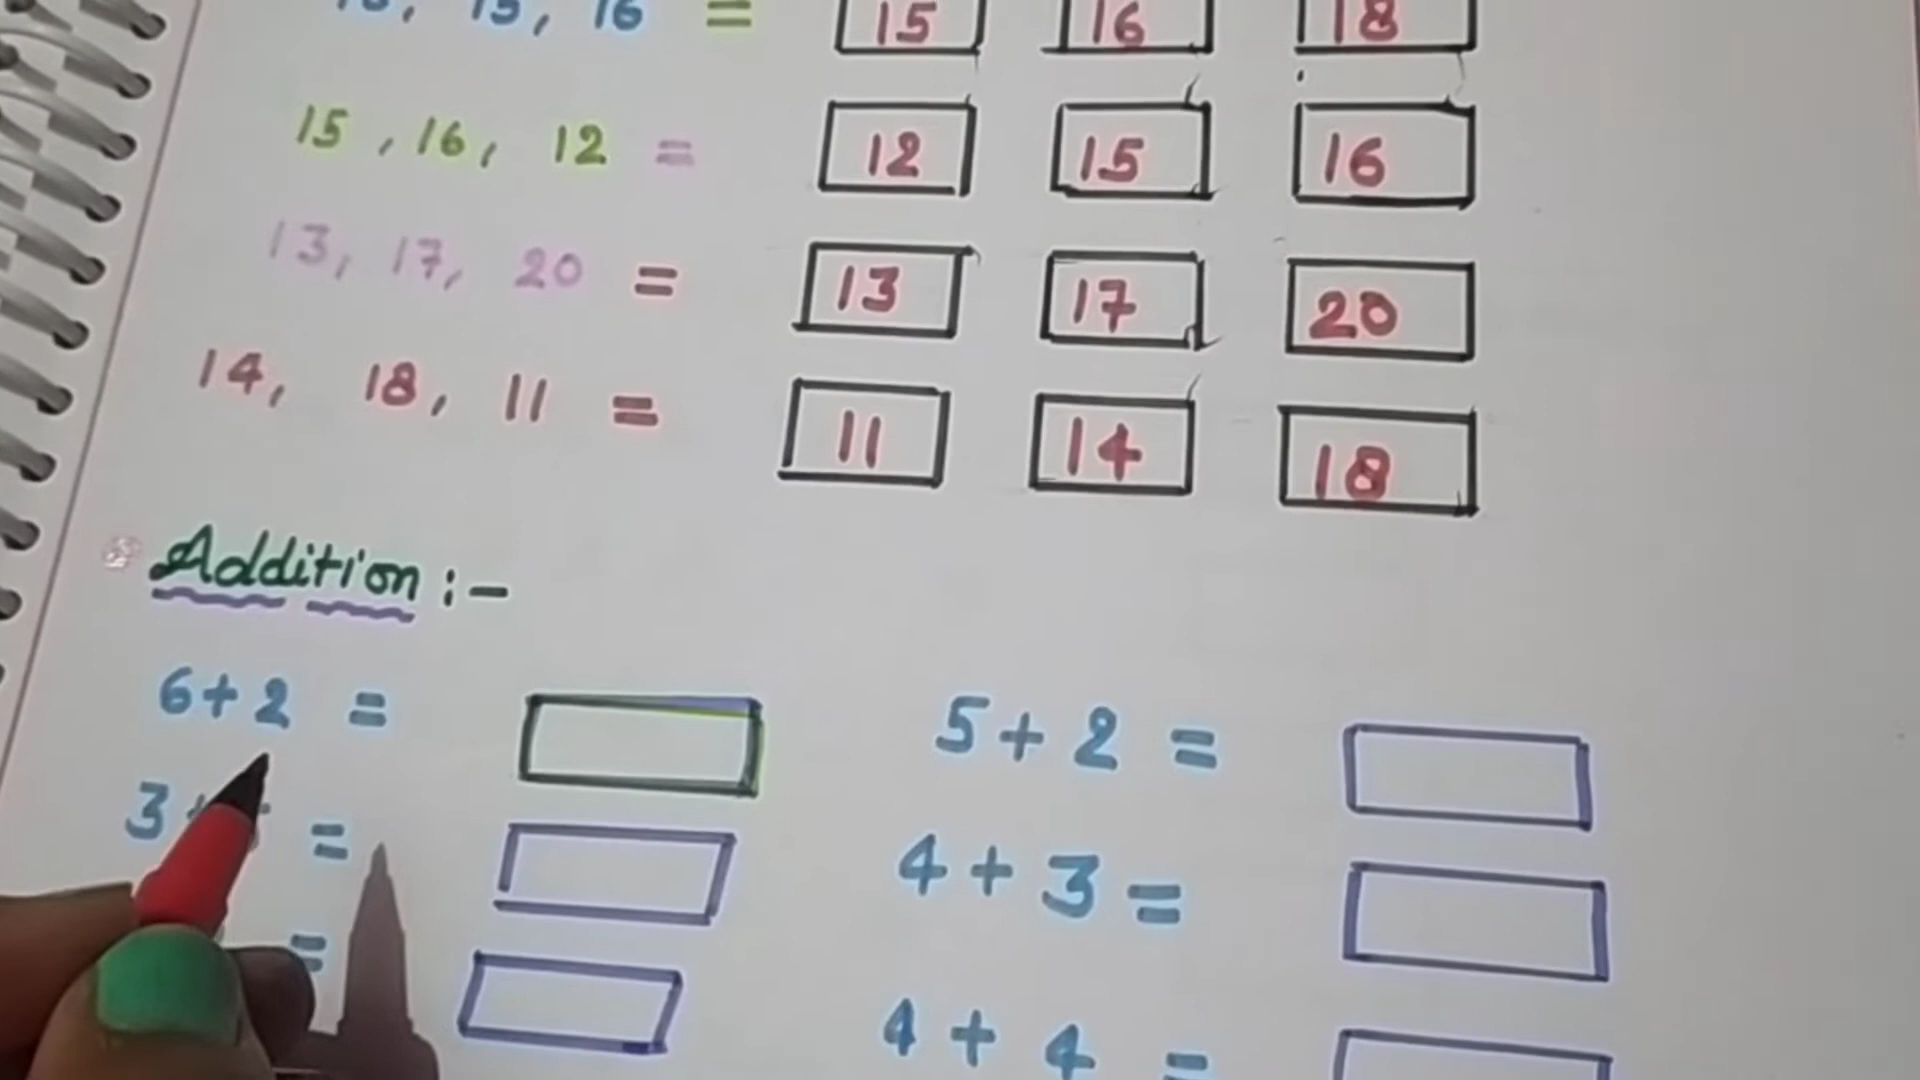 15, 16 = 15 16 18
15, 16, 12 = 12 15 16
13, 17, 20 = 13 17 20
14, 18, 11 = 11 14 18
Addition :-
6+2 = 5+2 =
3 = 4+3 =
= 4+4 =